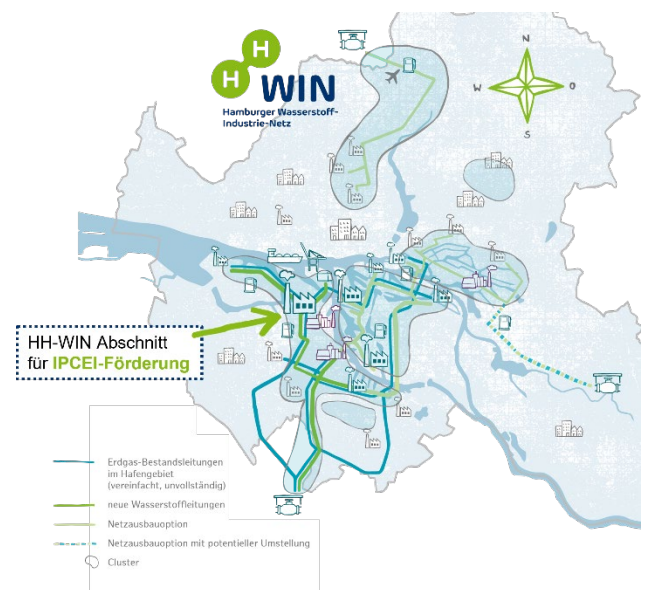 H H
WIN
Hamburger Wasserstoff-
Industrie-Netz
N
W O
S
HH-WIN Abschnitt
für IPCEI-Förderung
Erdgas-Bestandsleitungen
im Hafengebiet
(vereinfacht, unvollständig)
neue Wasserstoffleitungen
Netzausbauoption
Netzausbauoption mit potentieller Umstellung
Cluster